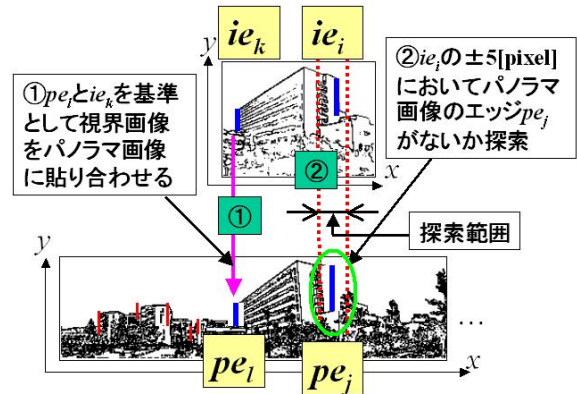 y
ie_k
ie_i
①pe_lとie_kを基準
として視界画像
をパノラマ画像
に貼り合わせる
②ie_iの±5[pixel]
においてパノラマ
画像のエッジpe_j
がないか探索
②
x
①
探索範囲
y
...
x
pe_l
pe_j